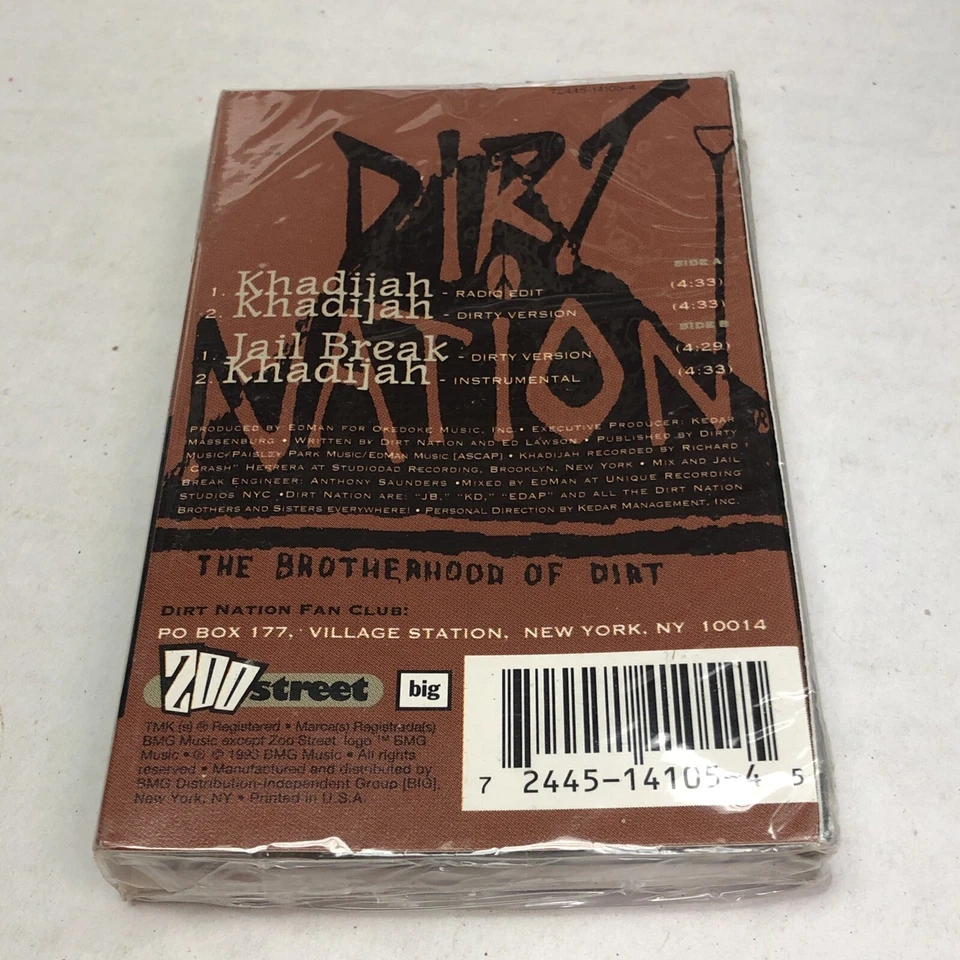 72445-14105-4
DIRT
NATION
SIDE A
1. Khadijah - RADIO EDIT (4:33)
2. Khadijah - DIRTY VERSION (4:33)
SIDE B
1. Jail Break - DIRTY VERSION (4:29)
2. Khadijah - INSTRUMENTAL (4:33)
PRODUCED BY EDMAN FOR OKEDOKE MUSIC, INC. • EXECUTIVE PRODUCER: KEDAR
MASSENBURG • WRITTEN BY DIRT NATION AND ED LAWSON • PUBLISHED BY DIRTY
MUSIC/PAISLEY PARK MUSIC/EDMAN MUSIC [ASCAP] • KHADIJAH RECORDED BY RICHARD
"CRASH" HERRERA AT STUDIODAD RECORDING, BROOKLYN, NEW YORK • MIX AND JAIL
BREAK ENGINEER: ANTHONY SAUNDERS • MIXED BY EDMAN AT UNIQUE RECORDING
STUDIOS NYC • DIRT NATION ARE: "JB," "KD," "EDAP" AND ALL THE DIRT NATION
BROTHERS AND SISTERS EVERYWHERE! • PERSONAL DIRECTION BY KEDAR MANAGEMENT, INC.
THE BROTHERHOOD OF DIRT
DIRT NATION FAN CLUB:
PO BOX 177, VILLAGE STATION, NEW YORK, NY 10014
ZOO street big
TMK (s) ® Registered • Marca(s) Registrada(s)
BMG Music except Zoo Street logo ™ BMG
Music • ℗ © 1993 BMG Music • All rights
reserved • Manufactured and distributed by
BMG Distribution-Independent Group [BIG],
New York, NY • Printed in U.S.A.
7 2445-14105-4 5